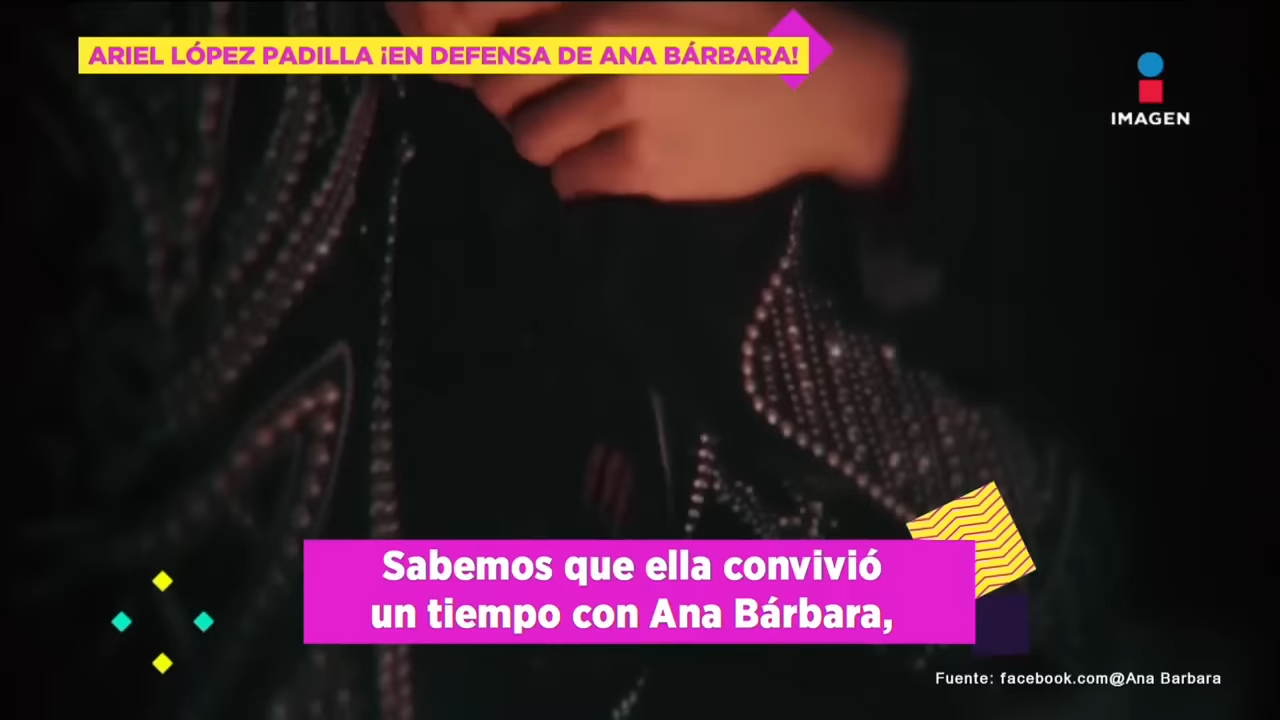 ARIEL LÓPEZ PADILLA ¡EN DEFENSA DE ANA BÁRBARA!
IMAGEN
Sabemos que ella convivió
un tiempo con Ana Bárbara,
Fuente: facebook.com@Ana Barbara